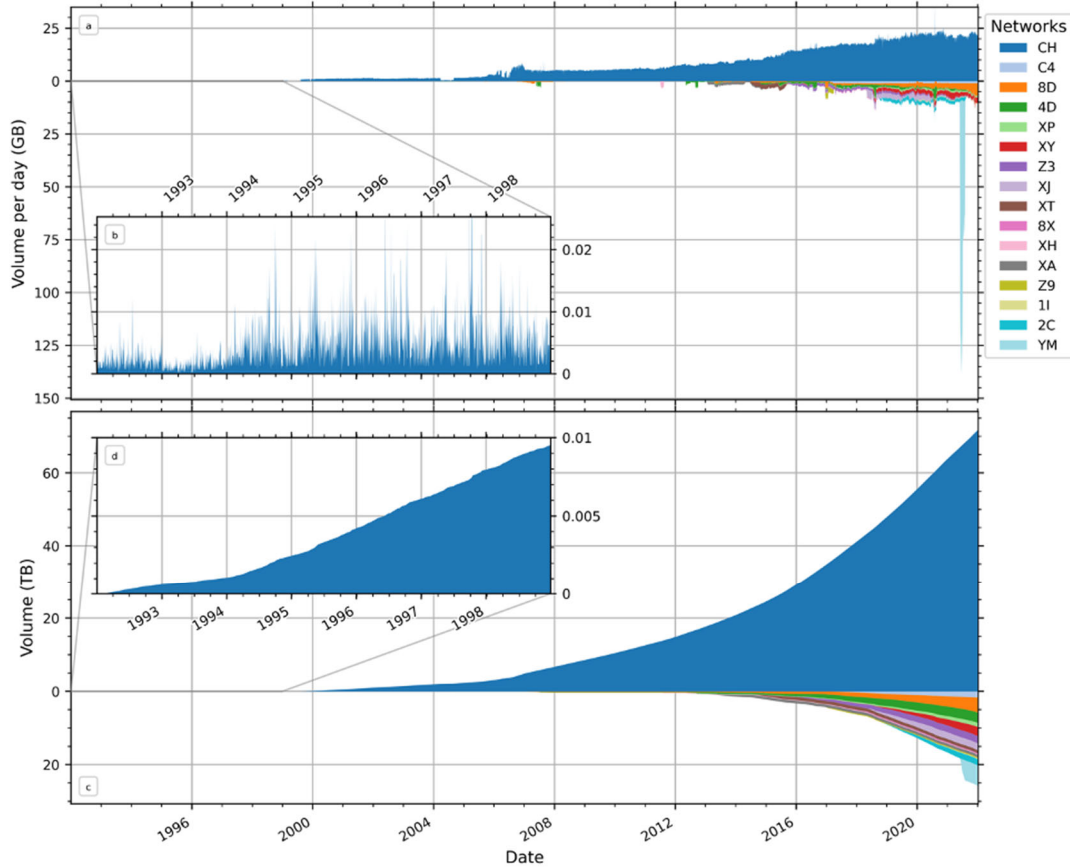 a
25
0
25
50
75
100
125
150
Volume per day (GB)
1993
1994
1995
1996
1997
1998
b
0.02
0.01
0
Networks
CH
C4
8D
4D
XP
XY
Z3
XJ
XT
8X
XH
XA
Z9
1I
2C
YM
d
0.01
0.005
0
1993
1994
1995
1996
1997
1998
60
40
20
0
20
Volume (TB)
c
1996
2000
2004
2008
2012
2016
2020
Date